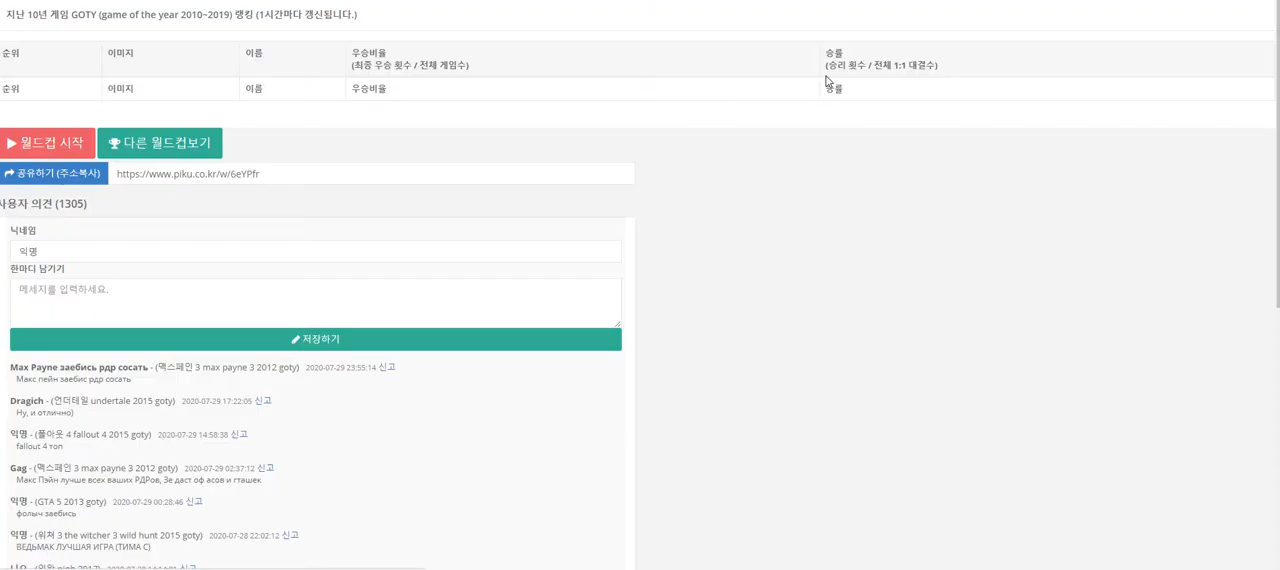 지난 10년 게임 GOTY (game of the year 2010~2019) 랭킹 (1시간마다 갱신됩니다.)
순위 이미지 이름 우승비율 승률
(최종 우승 횟수 / 전체 게임수) (승리 횟수 / 전체 1:1 대결수)
순위 이미지 이름 우승비율 승률
월드컵 시작 다른 월드컵보기
공유하기 (주소복사) https://www.piku.co.kr/w/6eYPfr
사용자 의견 (1305)
닉네임
익명
한마디 남기기
메세지를 입력하세요.
저장하기
Max Payne заебись рдр сосать - (맥스페인 3 max payne 3 2012 goty) 2020-07-29 23:55:14 신고
Макс пейн заебис рдр сосать
Dragich - (언더테일 undertale 2015 goty) 2020-07-29 17:22:05 신고
Ну, и отлично)
익명 - (폴아웃 4 fallout 4 2015 goty) 2020-07-29 14:58:38 신고
fallout 4 топ
Gag - (맥스페인 3 max payne 3 2012 goty) 2020-07-29 02:37:12 신고
Макс Пэйн лучше всех ваших РДРов, Зе даст оф асов и гташек
익명 - (GTA 5 2013 goty) 2020-07-29 00:28:46 신고
фолыч заебись
익명 - (위쳐 3 the witcher 3 wild hunt 2015 goty) 2020-07-28 22:02:12 신고
ВЕДЬМАК ЛУЧШАЯ ИГРА (ТИМА С)